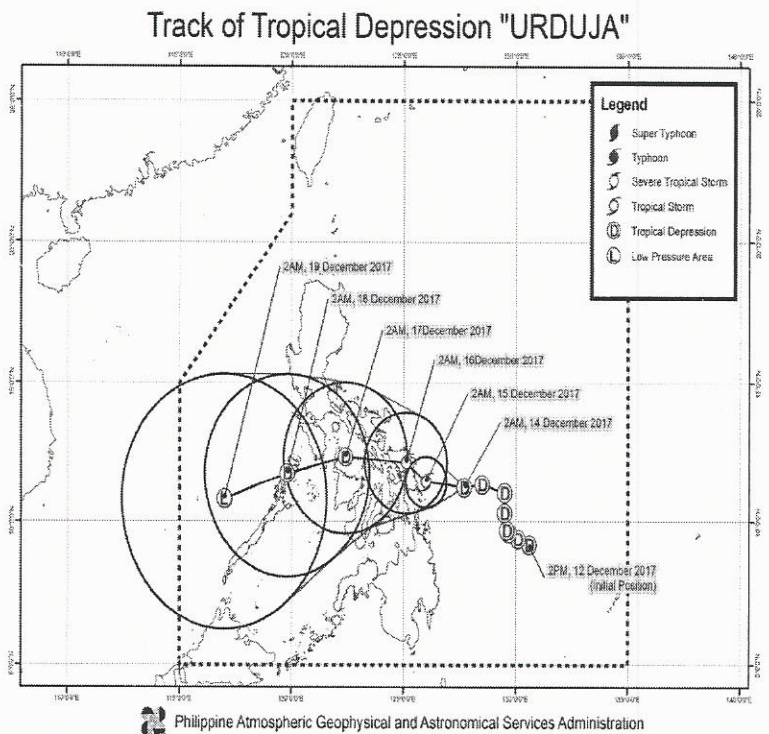 Track of Tropical Depression "URDUJA"
Legend
Super Typhoon
Typhoon
Severe Tropical Storm
Tropical Storm
D Tropical Depression
L Low Pressure Area
2AM, 19 December 2017
2AM, 18 December 2017
2AM, 17December 2017
2AM, 16December 2017
2AM, 15 December 2017
2AM, 14 December 2017
2PM, 12 December 2017
(Initial Position)
Philippine Atmospheric Geophysical and Astronomical Services Administration